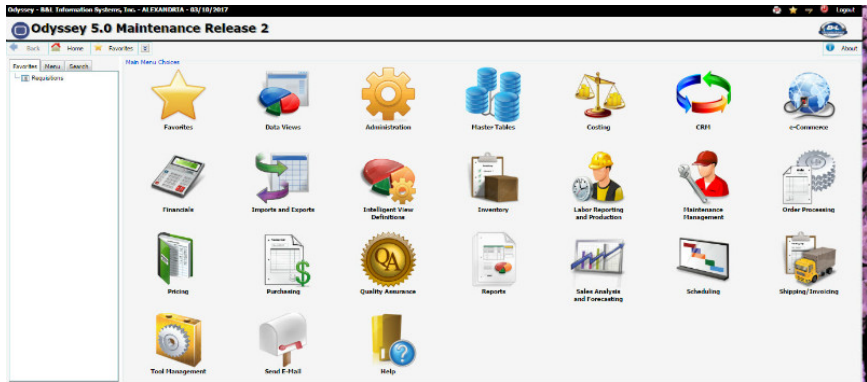 Odyssey - B&L Information Systems, Inc. - ALEXANDRIA - 03/10/2017
Logout
Odyssey 5.0 Maintenance Release 2
Back Home Favorites About
Favorites Menu Search
Main Menu Choices
Requisitions
Favorites
Data Views
Administration
Master Tables
Costing
CRM
e-Commerce
Financials
Imports and Exports
Intelligent View
Definitions
Inventory
Labor Reporting
and Production
Maintenance
Management
Order Processing
Pricing
Purchasing
QA
Quality Assurance
Reports
Sales Analysis
and Forecasting
Scheduling
Shipping/Invoicing
Tool Management
Send E-Mail
Help